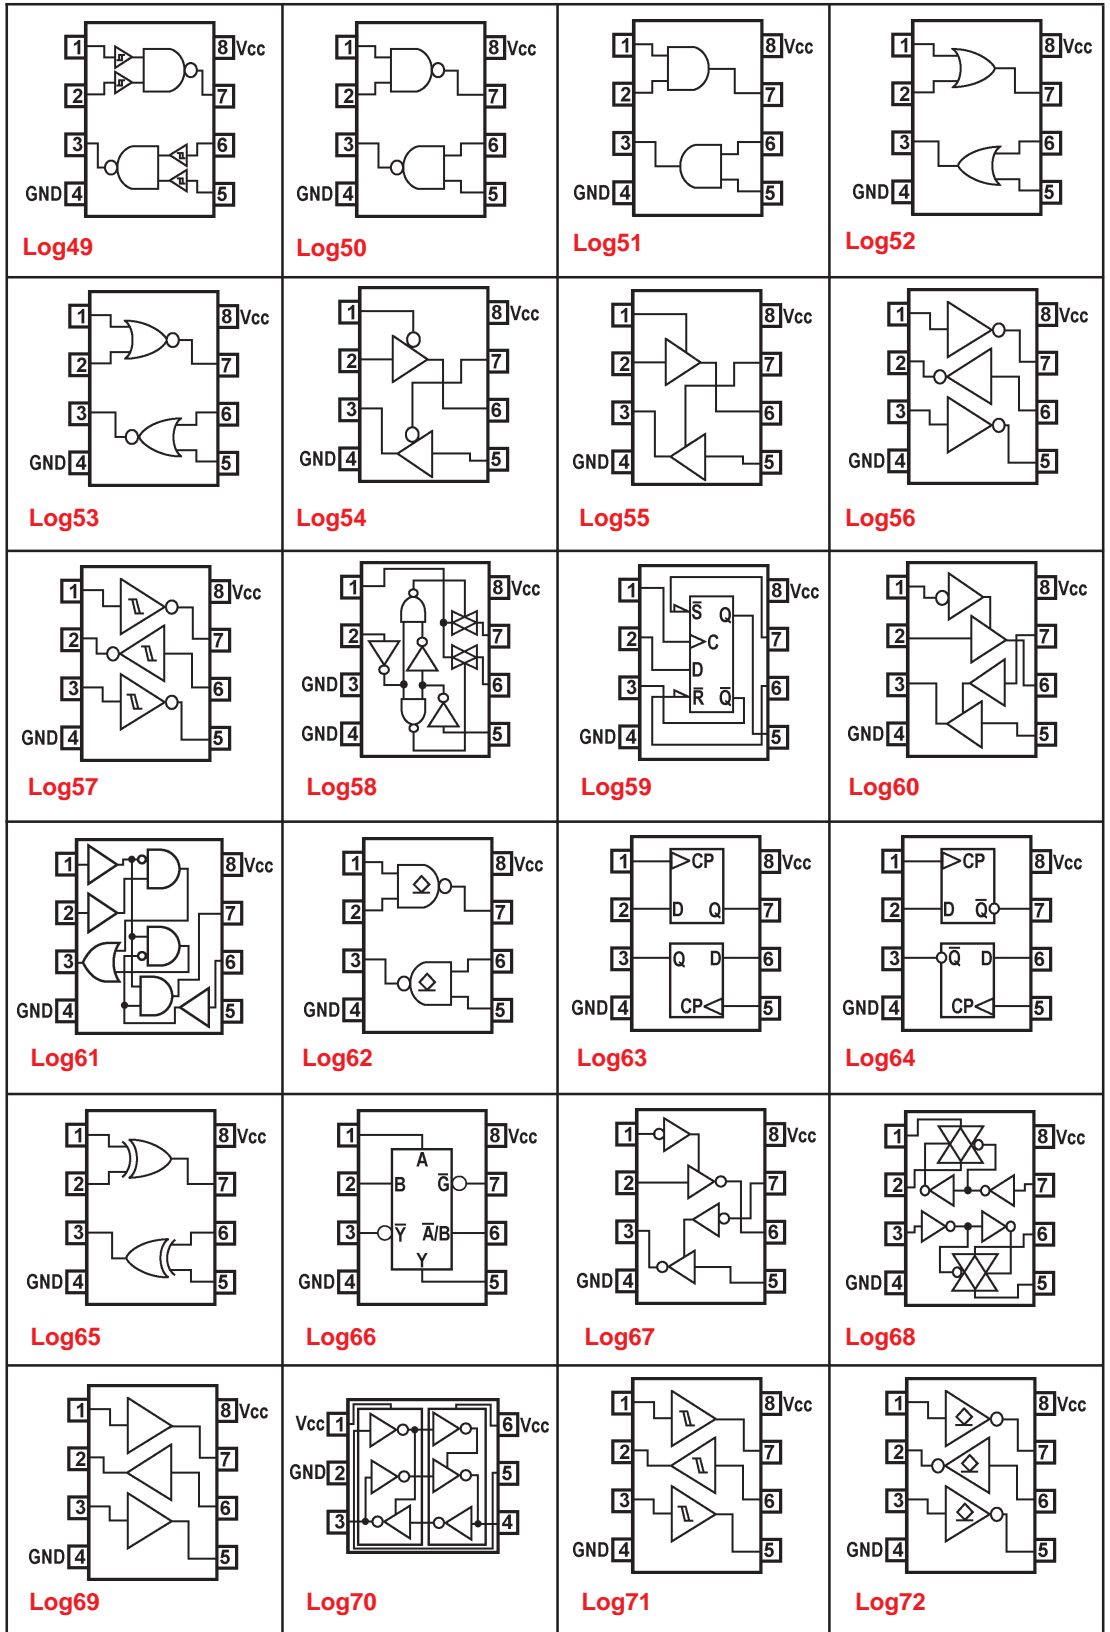 1 8 Vcc
2 7
3 6
GND 4 5
Log49
1 8 Vcc
2 7
3 6
GND 4 5
Log50
1 8 Vcc
2 7
3 6
GND 4 5
Log51
1 8 Vcc
2 7
3 6
GND 4 5
Log52
1 8 Vcc
2 7
3 6
GND 4 5
Log53
1 8 Vcc
2 7
3 6
GND 4 5
Log54
1 8 Vcc
2 7
3 6
GND 4 5
Log55
1 8 Vcc
2 7
3 6
GND 4 5
Log56
1 8 Vcc
2 7
3 6
GND 4 5
Log57
1 8 Vcc
2 7
GND 3 6
GND 4 5
Log58
1 S̅ Q 8 Vcc
2 C 7
D
3 R̅ Q̅ 6
GND 4 5
Log59
1 8 Vcc
2 7
3 6
GND 4 5
Log60
1 8 Vcc
2 7
3 6
GND 4 5
Log61
1 8 Vcc
2 7
3 6
GND 4 5
Log62
1 CP 8 Vcc
2 D Q 7
3 Q D 6
GND 4 CP 5
Log63
1 CP 8 Vcc
2 D Q̅ 7
3 Q̅ D 6
GND 4 CP 5
Log64
1 8 Vcc
2 7
3 6
GND 4 5
Log65
1 8 Vcc
A
2 B G̅ 7
3 Y̅ A̅/B 6
Y
GND 4 5
Log66
1 8 Vcc
2 7
3 6
GND 4 5
Log67
1 8 Vcc
2 7
3 6
GND 4 5
Log68
1 8 Vcc
2 7
3 6
GND 4 5
Log69
Vcc 1 6 Vcc
GND 2 5
3 4
Log70
1 8 Vcc
2 7
3 6
GND 4 5
Log71
1 8 Vcc
2 7
3 6
GND 4 5
Log72